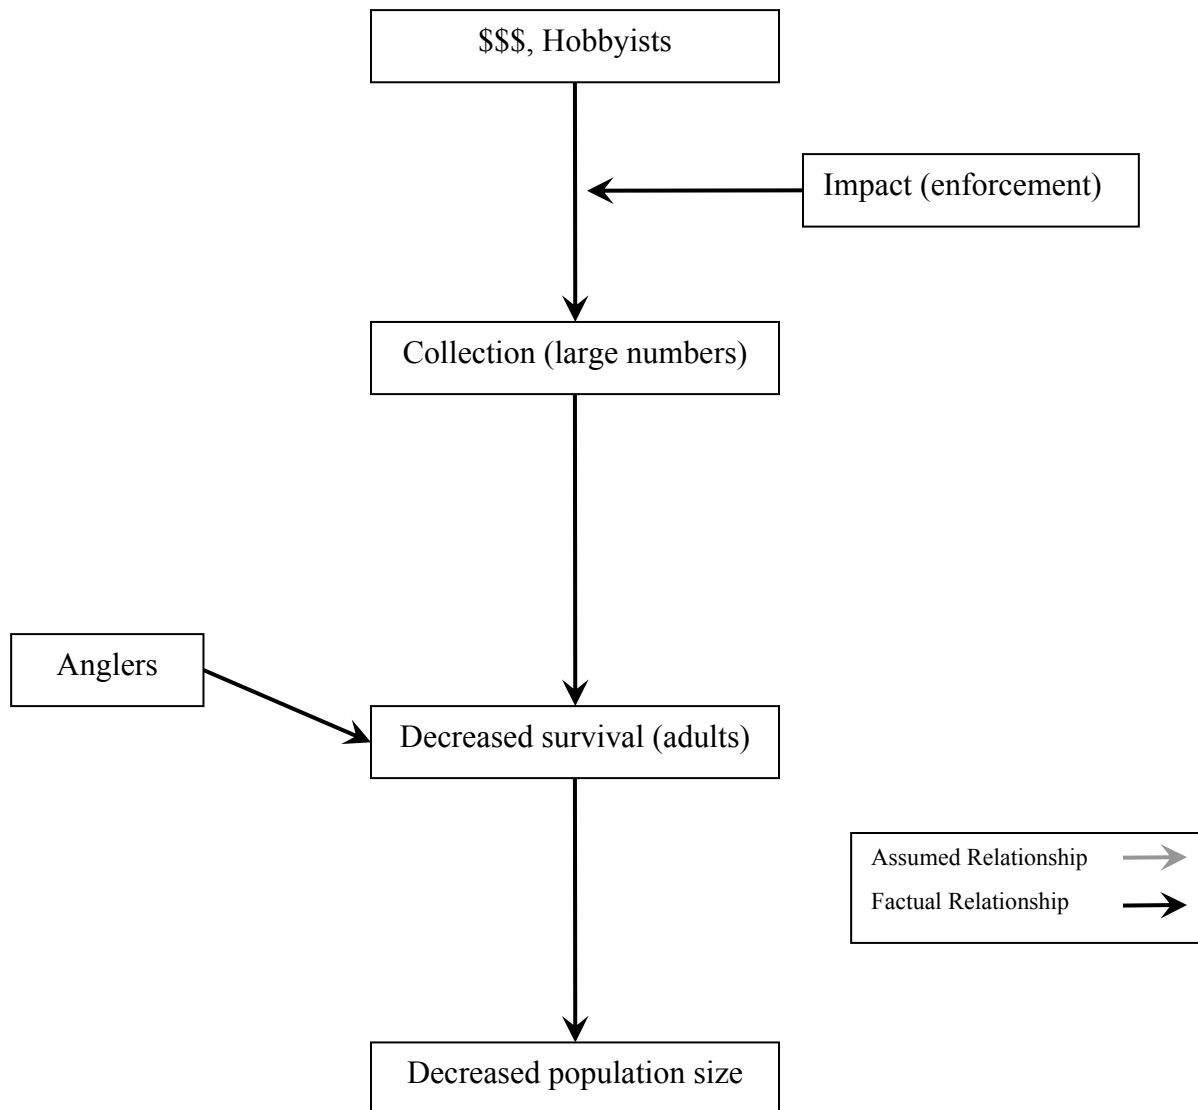 $$$, Hobbyists
Impact (enforcement)
Collection (large numbers)
Anglers
Decreased survival (adults)
Assumed Relationship
Factual Relationship
Decreased population size